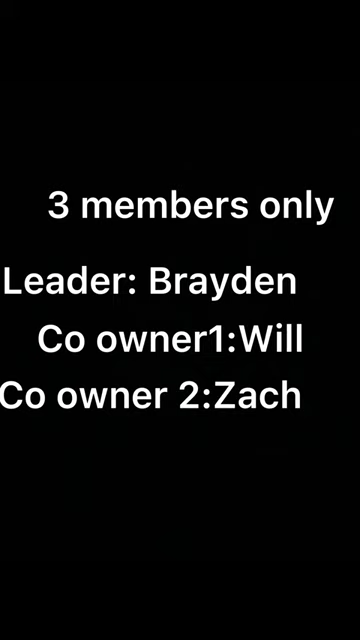 3 members only
Leader: Brayden
Co owner1:Will
Co owner 2:Zach